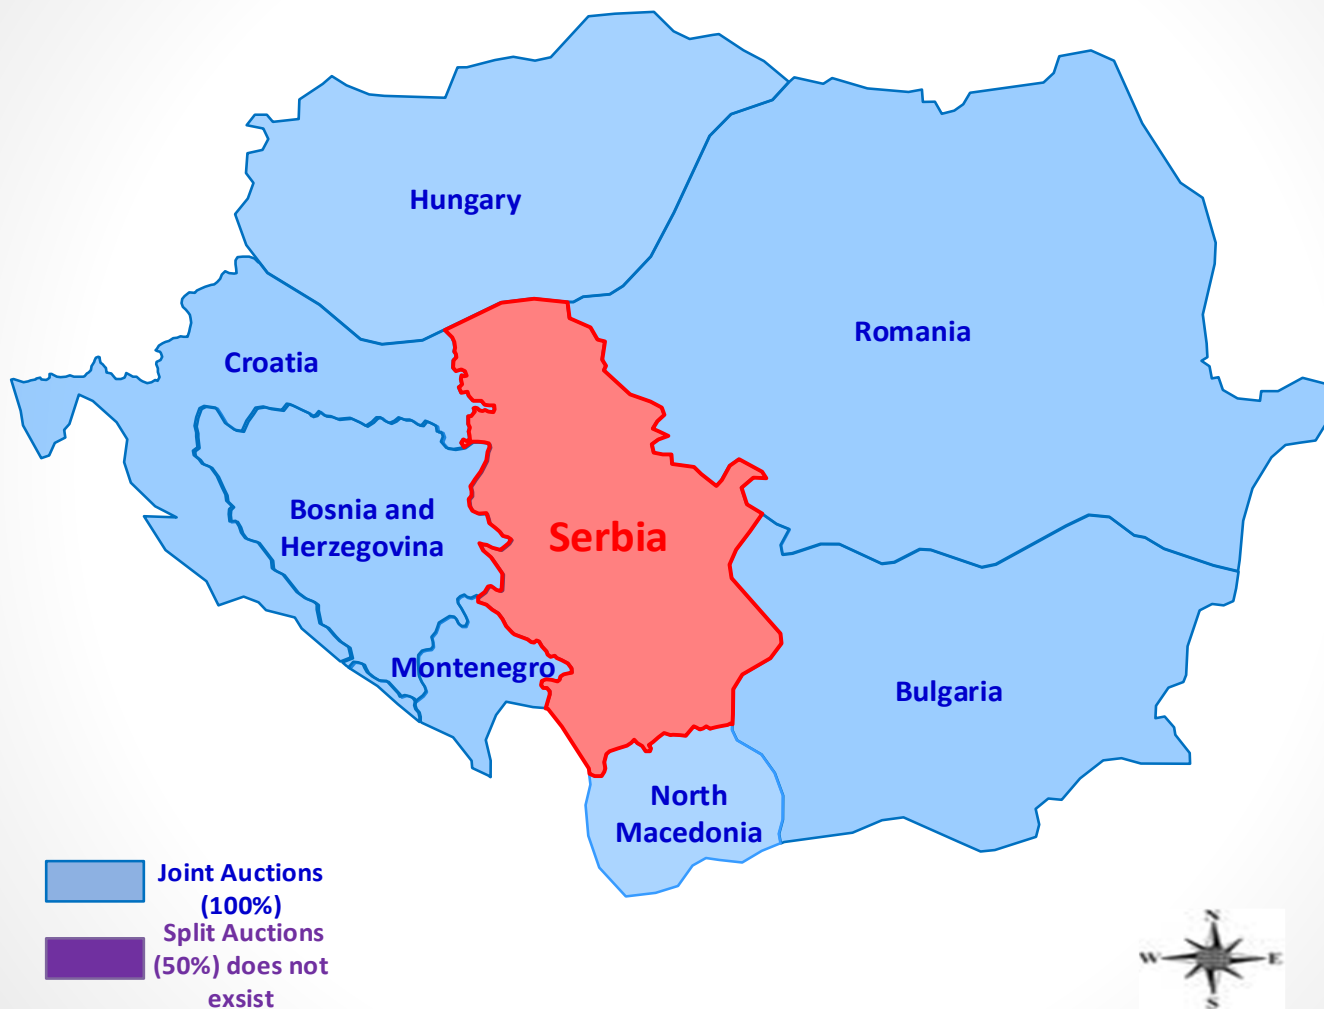 Hungary
Romania
Croatia
Bosnia and
Herzegovina
Serbia
Montenegro
Bulgaria
North
Macedonia
Joint Auctions
(100%)
Split Auctions
(50%) does not
exsist
N
W
E
S